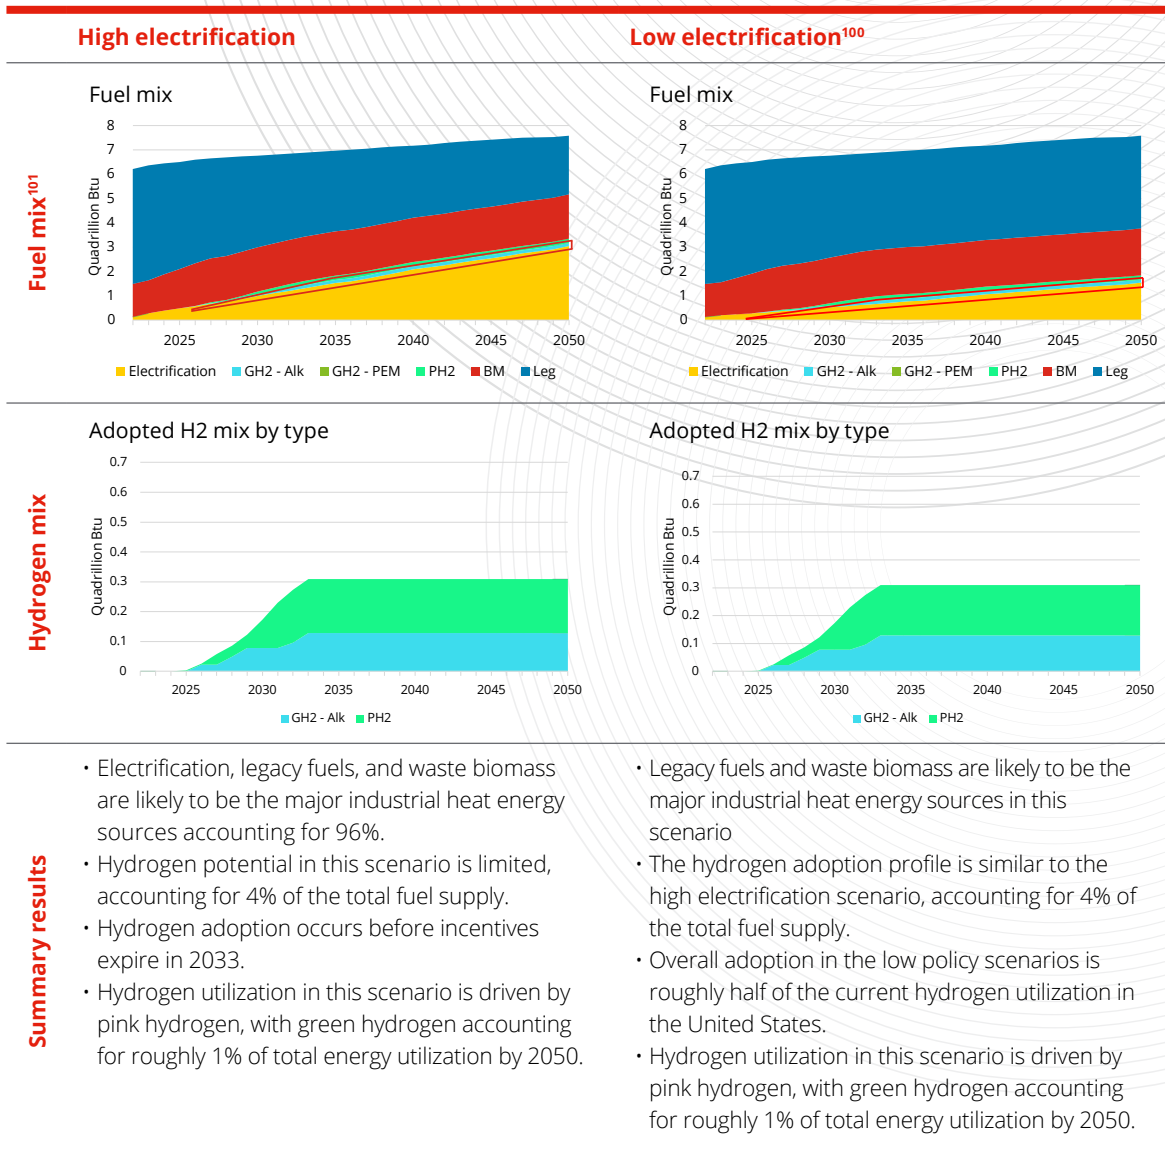 High electrification
Low electrification100
Fuel mix101
Fuel mix
Quadrillion Btu
8
7
6
5
4
3
2
1
0
2025 2030 2035 2040 2045 2050
Electrification GH2 - Alk GH2 - PEM PH2 BM Leg
Fuel mix
Quadrillion Btu
8
7
6
5
4
3
2
1
0
2025 2030 2035 2040 2045 2050
Electrification GH2 - Alk GH2 - PEM PH2 BM Leg
Hydrogen mix
Adopted H2 mix by type
Quadrillion Btu
0.7
0.6
0.5
0.4
0.3
0.2
0.1
0
2025 2030 2035 2040 2045 2050
GH2 - Alk PH2
Adopted H2 mix by type
Quadrillion Btu
0.7
0.6
0.5
0.4
0.3
0.2
0.1
0
2025 2030 2035 2040 2045 2050
GH2 - Alk PH2
Summary results
• Electrification, legacy fuels, and waste biomass
are likely to be the major industrial heat energy
sources accounting for 96%.
• Hydrogen potential in this scenario is limited,
accounting for 4% of the total fuel supply.
• Hydrogen adoption occurs before incentives
expire in 2033.
• Hydrogen utilization in this scenario is driven by
pink hydrogen, with green hydrogen accounting
for roughly 1% of total energy utilization by 2050.
• Legacy fuels and waste biomass are likely to be the
major industrial heat energy sources in this
scenario
• The hydrogen adoption profile is similar to the
high electrification scenario, accounting for 4% of
the total fuel supply.
• Overall adoption in the low policy scenarios is
roughly half of the current hydrogen utilization in
the United States.
• Hydrogen utilization in this scenario is driven by
pink hydrogen, with green hydrogen accounting
for roughly 1% of total energy utilization by 2050.